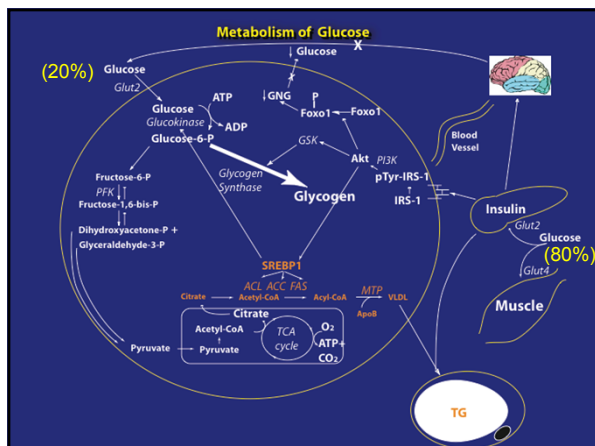 Metabolism of Glucose
X
↓ Glucose
(20%)
Glucose
Glut2
Glucose
Glucokinase
Glucose-6-P
ATP
ADP
↓ GNG
P
Foxo1
Foxo1
GSK
Akt
PI3K
pTyr-IRS-1
IRS-1
Blood
Vessel
Fructose-6-P
PFK
Fructose-1,6-bis-P
Dihydroxyacetone-P +
Glyceraldehyde-3-P
Glycogen
Synthase
Glycogen
Insulin
Glut2
Glucose
(80%)
Glut4
Muscle
SREBP1
ACL ACC FAS
Citrate
Acetyl-CoA
Acyl-CoA
MTP
ApoB
VLDL
Citrate
Acetyl-CoA
TCA
cycle
O2
ATP+
CO2
Pyruvate
Pyruvate
TG